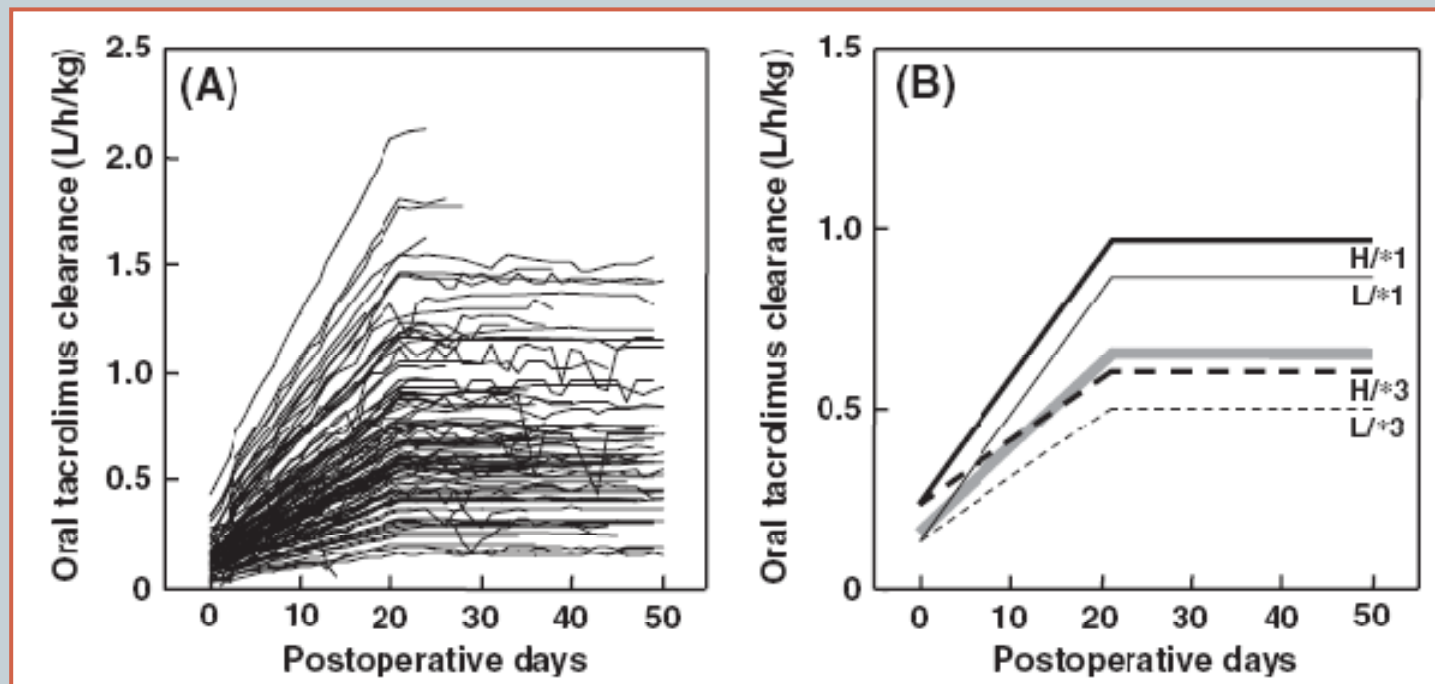 (A)
Oral tacrolimus clearance (L/h/kg)
2.5
2.0
1.5
1.0
0.5
0
0 10 20 30 40 50
Postoperative days
(B)
Oral tacrolimus clearance (L/h/kg)
1.5
1.0
0.5
0
H/*1
L/*1
H/*3
L/*3
0 10 20 30 40 50
Postoperative days